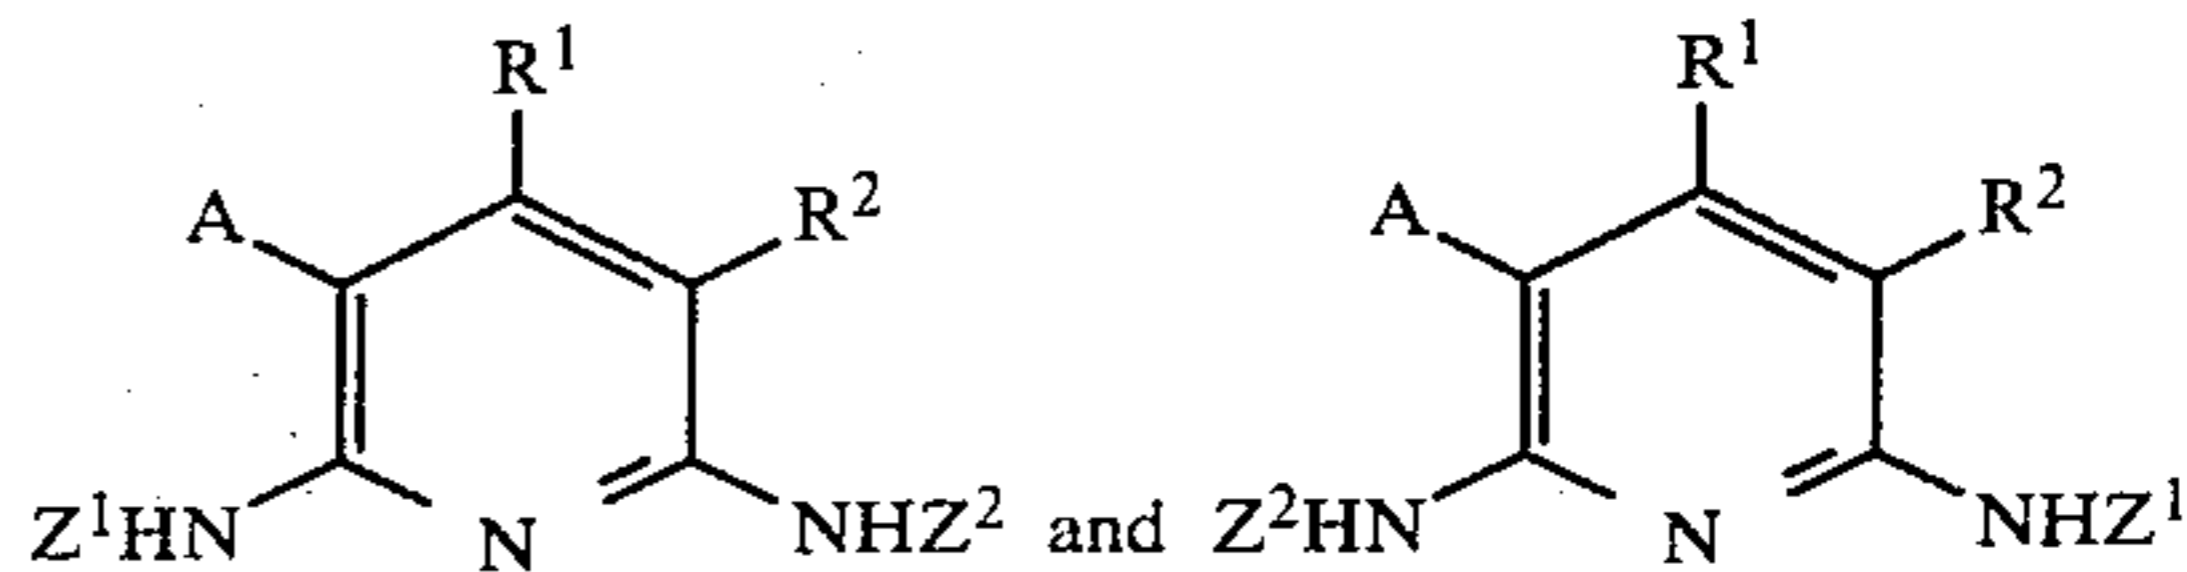 R¹ R¹
A R² A R²
Z¹HN N NHZ² and Z²HN N NHZ¹